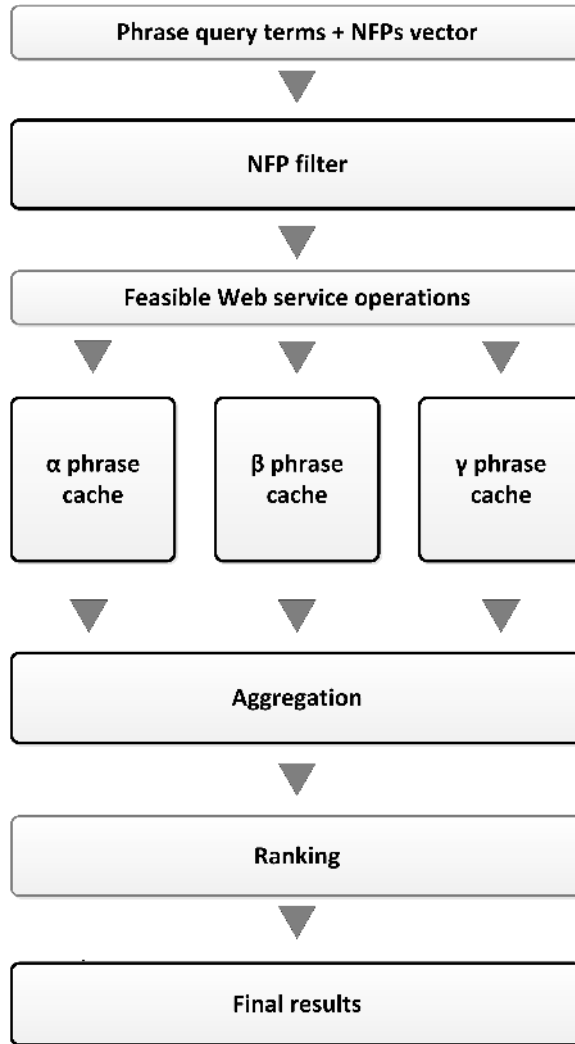 Phrase query terms + NFPs vector
NFP filter
Feasible Web service operations
α phrase
cache
β phrase
cache
γ phrase
cache
Aggregation
Ranking
Final results